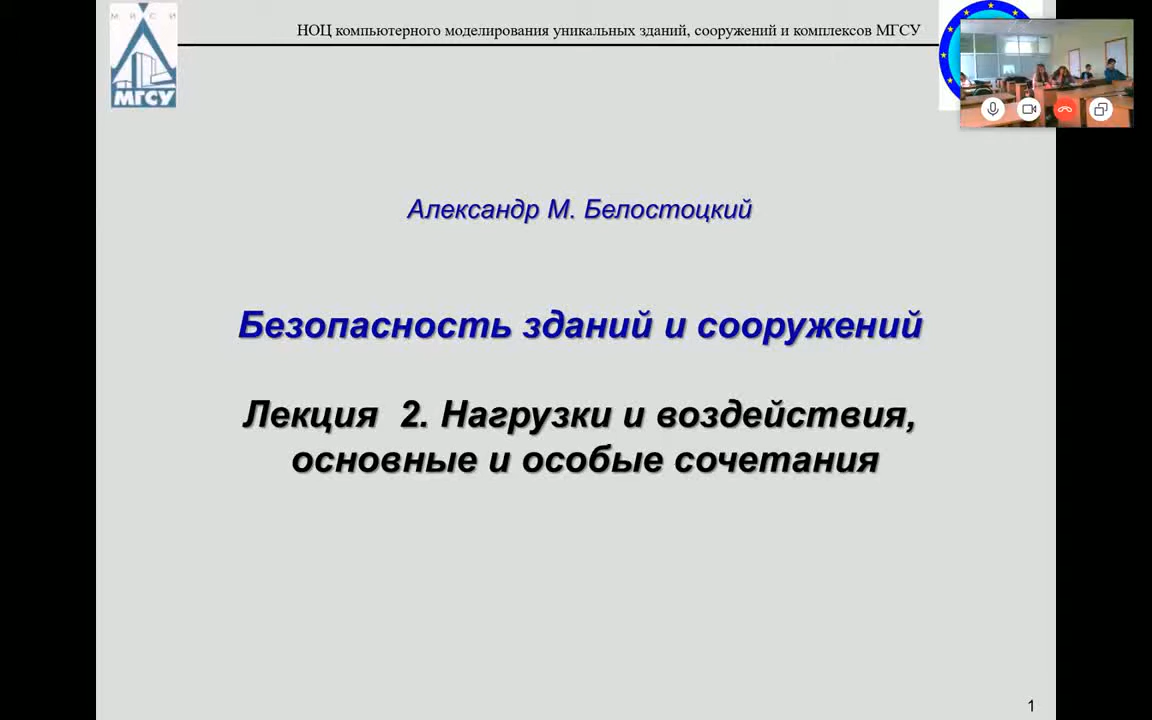 МИСИ
МГСУ
НОЦ компьютерного моделирования уникальных зданий, сооружений и комплексов МГСУ
Александр М. Белостоцкий
Безопасность зданий и сооружений
Лекция 2. Нагрузки и воздействия,
основные и особые сочетания
1